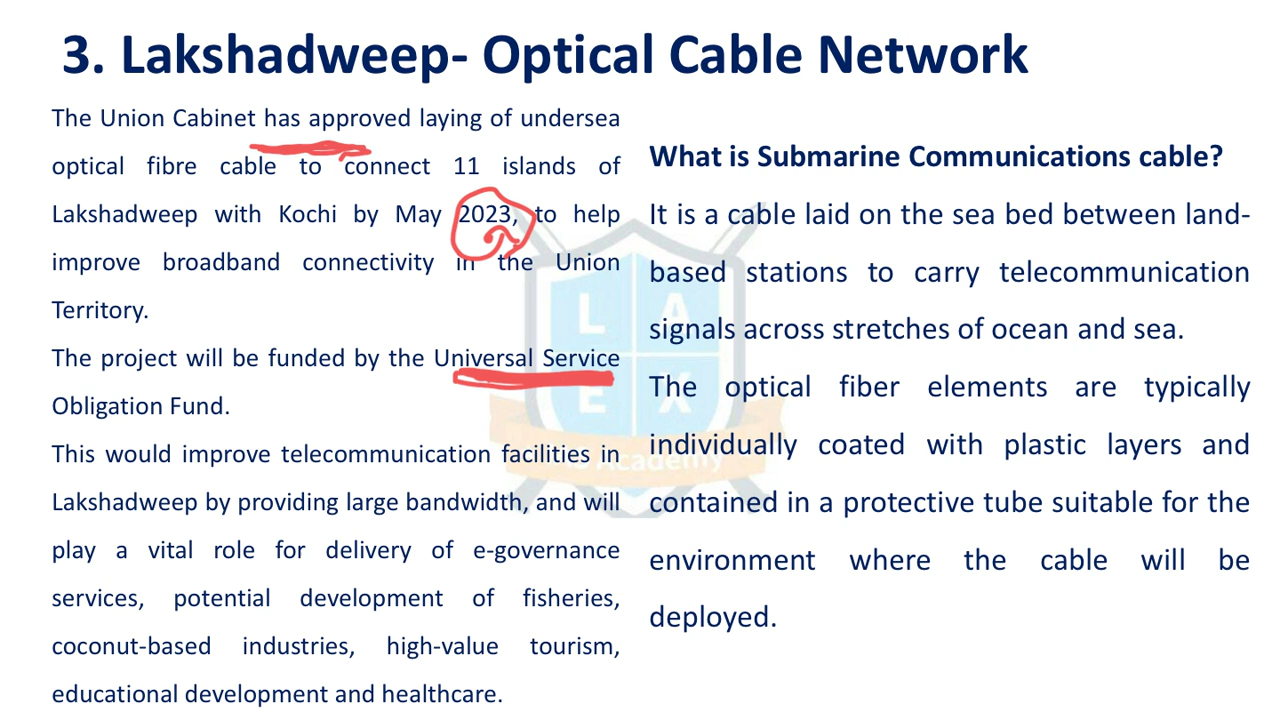 3. Lakshadweep- Optical Cable Network
The Union Cabinet has approved laying of undersea
optical fibre cable to connect 11 islands of
Lakshadweep with Kochi by May 2023, to help
improve broadband connectivity in the Union
Territory.
The project will be funded by the Universal Service
Obligation Fund.
This would improve telecommunication facilities in
Lakshadweep by providing large bandwidth, and will
play a vital role for delivery of e-governance
services, potential development of fisheries,
coconut-based industries, high-value tourism,
educational development and healthcare.
What is Submarine Communications cable?
It is a cable laid on the sea bed between land-
based stations to carry telecommunication
signals across stretches of ocean and sea.
The optical fiber elements are typically
individually coated with plastic layers and
contained in a protective tube suitable for the
environment where the cable will be
deployed.
L A
E X
Academy